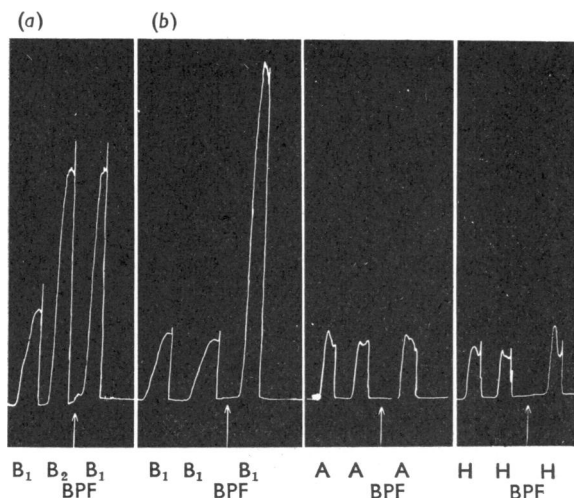 (a) (b)
B₁ B₂ B₁ B₁ B₁ B₁ A A A H H H
BPF BPF BPF BPF